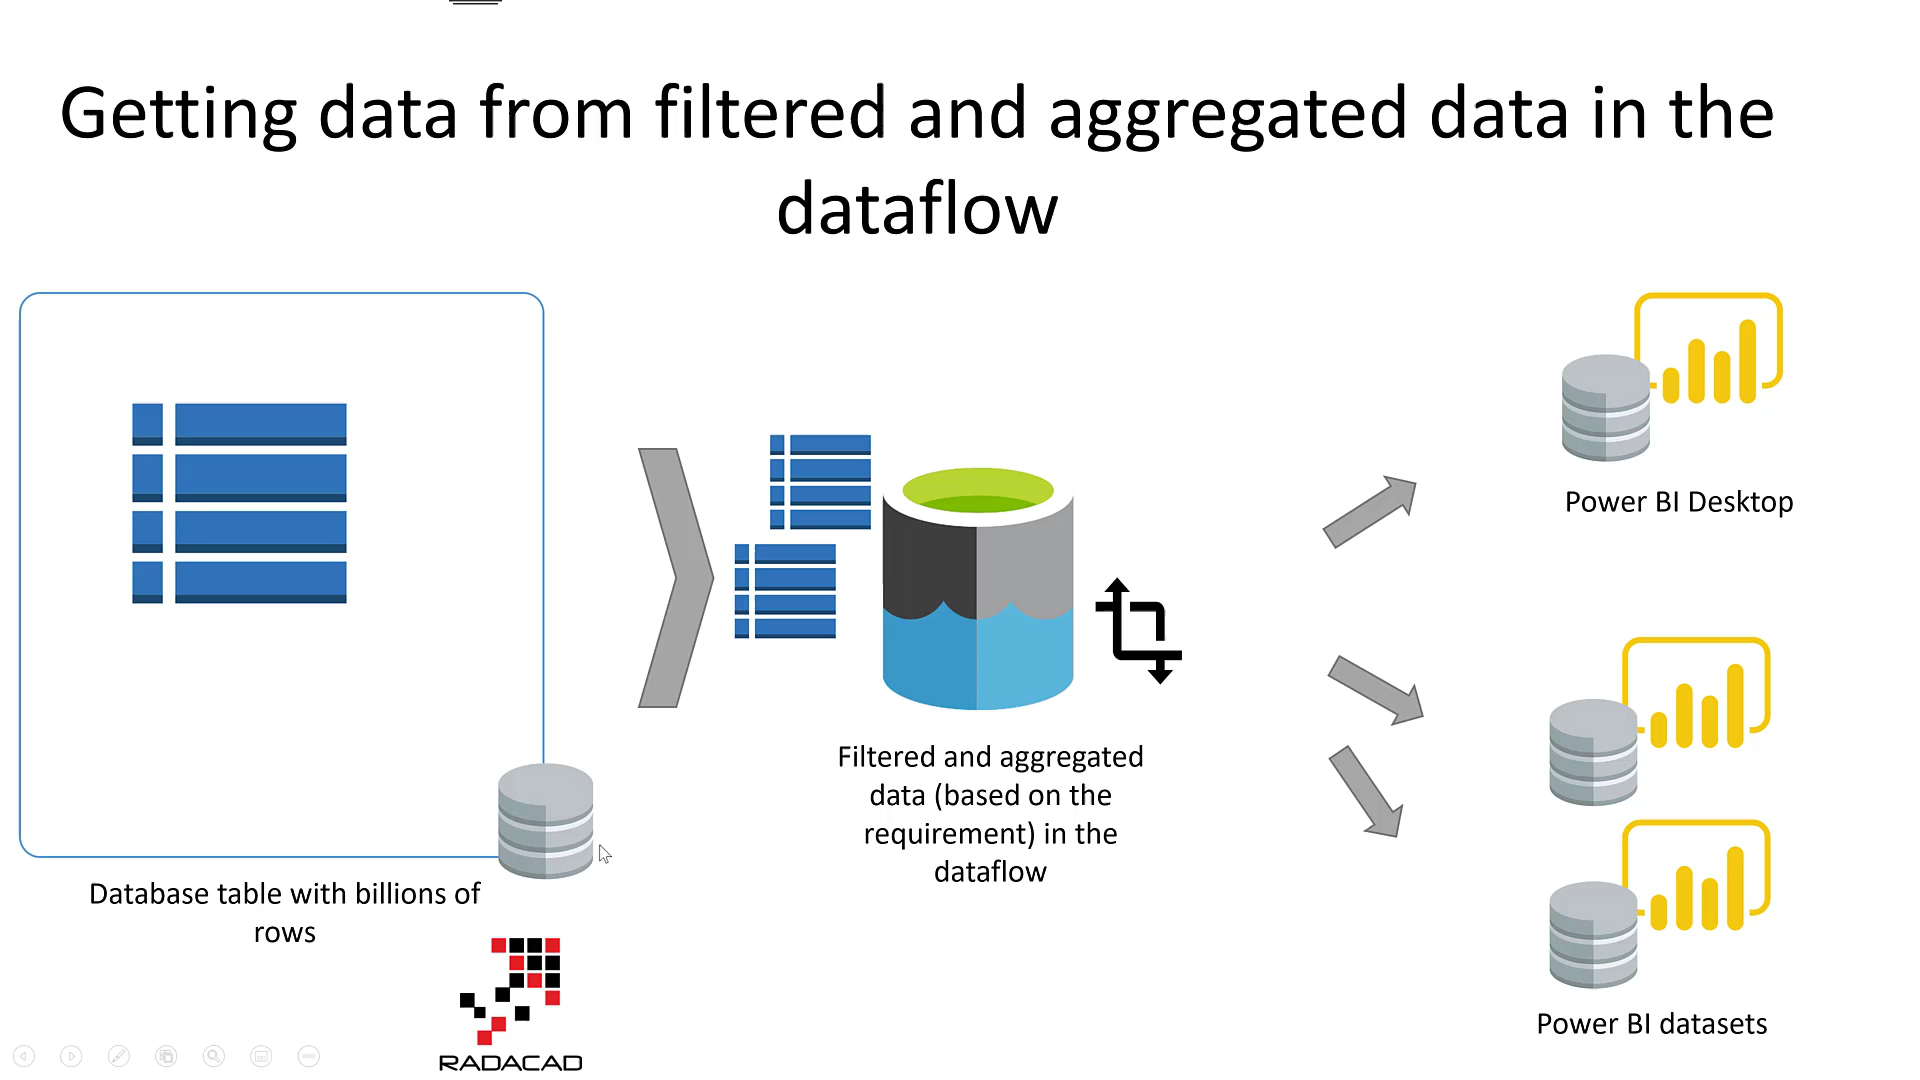 Getting data from filtered and aggregated data in the
dataflow
Power BI Desktop
Filtered and aggregated
data (based on the
requirement) in the
dataflow
Database table with billions of
rows
Power BI datasets
RADACAD